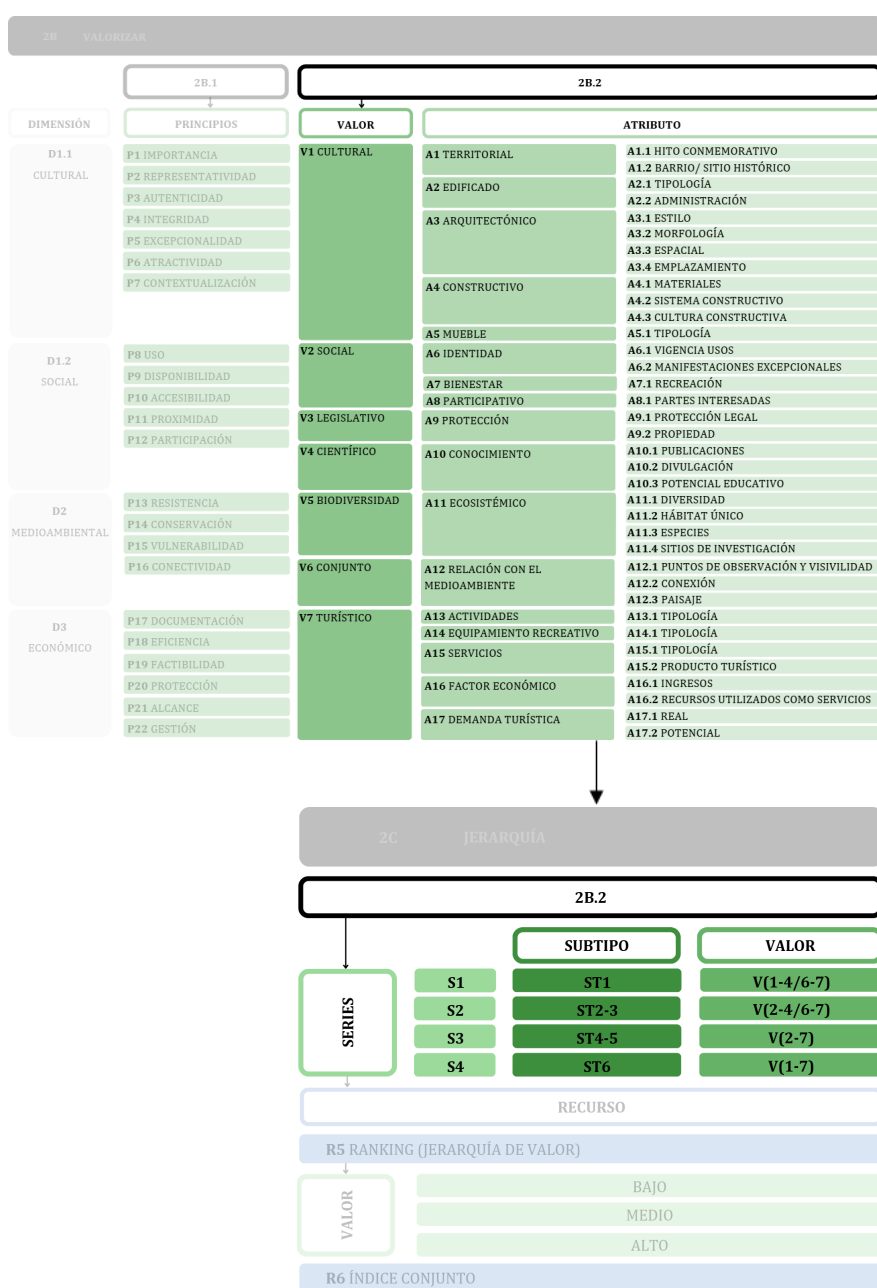 2B VALORIZAR
2B.1
2B.2
DIMENSIÓN
PRINCIPIOS
VALOR
ATRIBUTO
D1.1
CULTURAL
P1 IMPORTANCIA
P2 REPRESENTATIVIDAD
P3 AUTENTICIDAD
P4 INTEGRIDAD
P5 EXCEPCIONALIDAD
P6 ATRACTIVIDAD
P7 CONTEXTUALIZACIÓN
D1.2
SOCIAL
P8 USO
P9 DISPONIBILIDAD
P10 ACCESIBILIDAD
P11 PROXIMIDAD
P12 PARTICIPACIÓN
D2
MEDIOAMBIENTAL
P13 RESISTENCIA
P14 CONSERVACIÓN
P15 VULNERABILIDAD
P16 CONECTIVIDAD
D3
ECONÓMICO
P17 DOCUMENTACIÓN
P18 EFICIENCIA
P19 FACTIBILIDAD
P20 PROTECCIÓN
P21 ALCANCE
P22 GESTIÓN
V1 CULTURAL
A1 TERRITORIAL
A1.1 HITO CONMEMORATIVO
A1.2 BARRIO/ SITIO HISTÓRICO
A2 EDIFICADO
A2.1 TIPOLOGÍA
A2.2 ADMINISTRACIÓN
A3 ARQUITECTÓNICO
A3.1 ESTILO
A3.2 MORFOLOGÍA
A3.3 ESPACIAL
A3.4 EMPLAZAMIENTO
A4 CONSTRUCTIVO
A4.1 MATERIALES
A4.2 SISTEMA CONSTRUCTIVO
A4.3 CULTURA CONSTRUCTIVA
A5 MUEBLE
A5.1 TIPOLOGÍA
V2 SOCIAL
A6 IDENTIDAD
A6.1 VIGENCIA USOS
A6.2 MANIFESTACIONES EXCEPCIONALES
A7 BIENESTAR
A7.1 RECREACIÓN
A8 PARTICIPATIVO
A8.1 PARTES INTERESADAS
V3 LEGISLATIVO
A9 PROTECCIÓN
A9.1 PROTECCIÓN LEGAL
A9.2 PROPIEDAD
V4 CIENTÍFICO
A10 CONOCIMIENTO
A10.1 PUBLICACIONES
A10.2 DIVULGACIÓN
A10.3 POTENCIAL EDUCATIVO
V5 BIODIVERSIDAD
A11 ECOSISTÉMICO
A11.1 DIVERSIDAD
A11.2 HÁBITAT ÚNICO
A11.3 ESPECIES
A11.4 SITIOS DE INVESTIGACIÓN
V6 CONJUNTO
A12 RELACIÓN CON EL
MEDIOAMBIENTE
A12.1 PUNTOS DE OBSERVACIÓN Y VISIVILIDAD
A12.2 CONEXIÓN
A12.3 PAISAJE
V7 TURÍSTICO
A13 ACTIVIDADES
A13.1 TIPOLOGÍA
A14 EQUIPAMIENTO RECREATIVO
A14.1 TIPOLOGÍA
A15 SERVICIOS
A15.1 TIPOLOGÍA
A15.2 PRODUCTO TURÍSTICO
A16 FACTOR ECONÓMICO
A16.1 INGRESOS
A16.2 RECURSOS UTILIZADOS COMO SERVICIOS
A17 DEMANDA TURÍSTICA
A17.1 REAL
A17.2 POTENCIAL
2C JERARQUÍA
2B.2
SUBTIPO
VALOR
SERIES
S1 ST1 V(1-4/6-7)
S2 ST2-3 V(2-4/6-7)
S3 ST4-5 V(2-7)
S4 ST6 V(1-7)
RECURSO
R5 RANKING (JERARQUÍA DE VALOR)
VALOR
BAJO
MEDIO
ALTO
R6 ÍNDICE CONJUNTO